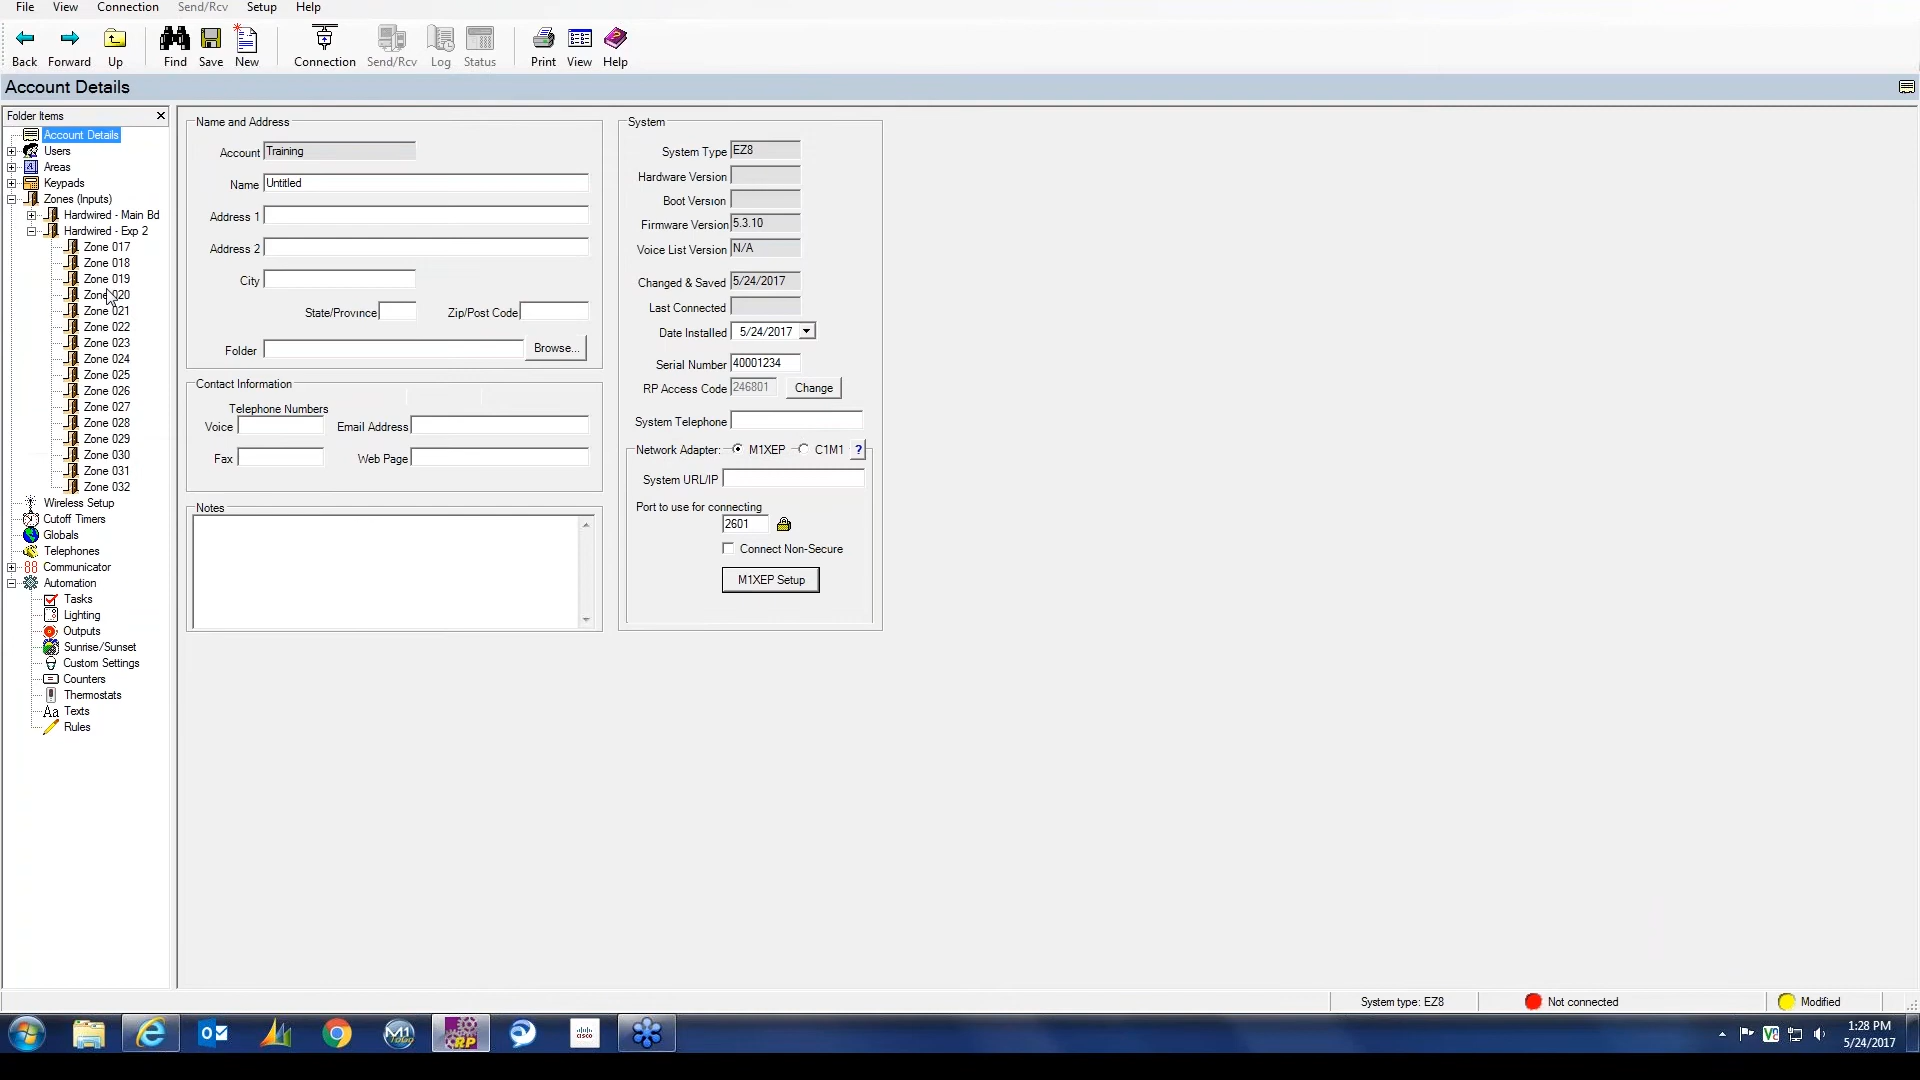 File View Connection Send/Rcv Setup Help
Back Forward Up Find Save New Connection Send/Rcv Log Status Print View Help
Account Details
Folder Items
Account Details
Users
Areas
Keypads
Zones (Inputs)
Hardwired - Main Bd
Hardwired - Exp 2
Zone 017
Zone 018
Zone 019
Zone 020
Zone 021
Zone 022
Zone 023
Zone 024
Zone 025
Zone 026
Zone 027
Zone 028
Zone 029
Zone 030
Zone 031
Zone 032
Wireless Setup
Cutoff Timers
Globals
Telephones
88 Communicator
Automation
Tasks
Lighting
Outputs
Sunrise/Sunset
Custom Settings
Counters
Thermostats
Aa Texts
Rules
Name and Address
Account Training
Name Untitled
Address 1
Address 2
City
State/Province Zip/Post Code
Folder Browse...
Contact Information
Telephone Numbers
Voice Email Address
Fax Web Page
Notes
System
System Type EZ8
Hardware Version
Boot Version
Firmware Version 5.3.10
Voice List Version N/A
Changed & Saved 5/24/2017
Last Connected
Date Installed 5/24/2017
Serial Number 40001234
RP Access Code 246801 Change
System Telephone
Network Adapter: M1XEP C1M1 ?
System URL/IP
Port to use for connecting
2601
Connect Non-Secure
M1XEP Setup
System type: EZ8 Not connected Modified
M1
TOGO
RP
cisco
1:28 PM
5/24/2017